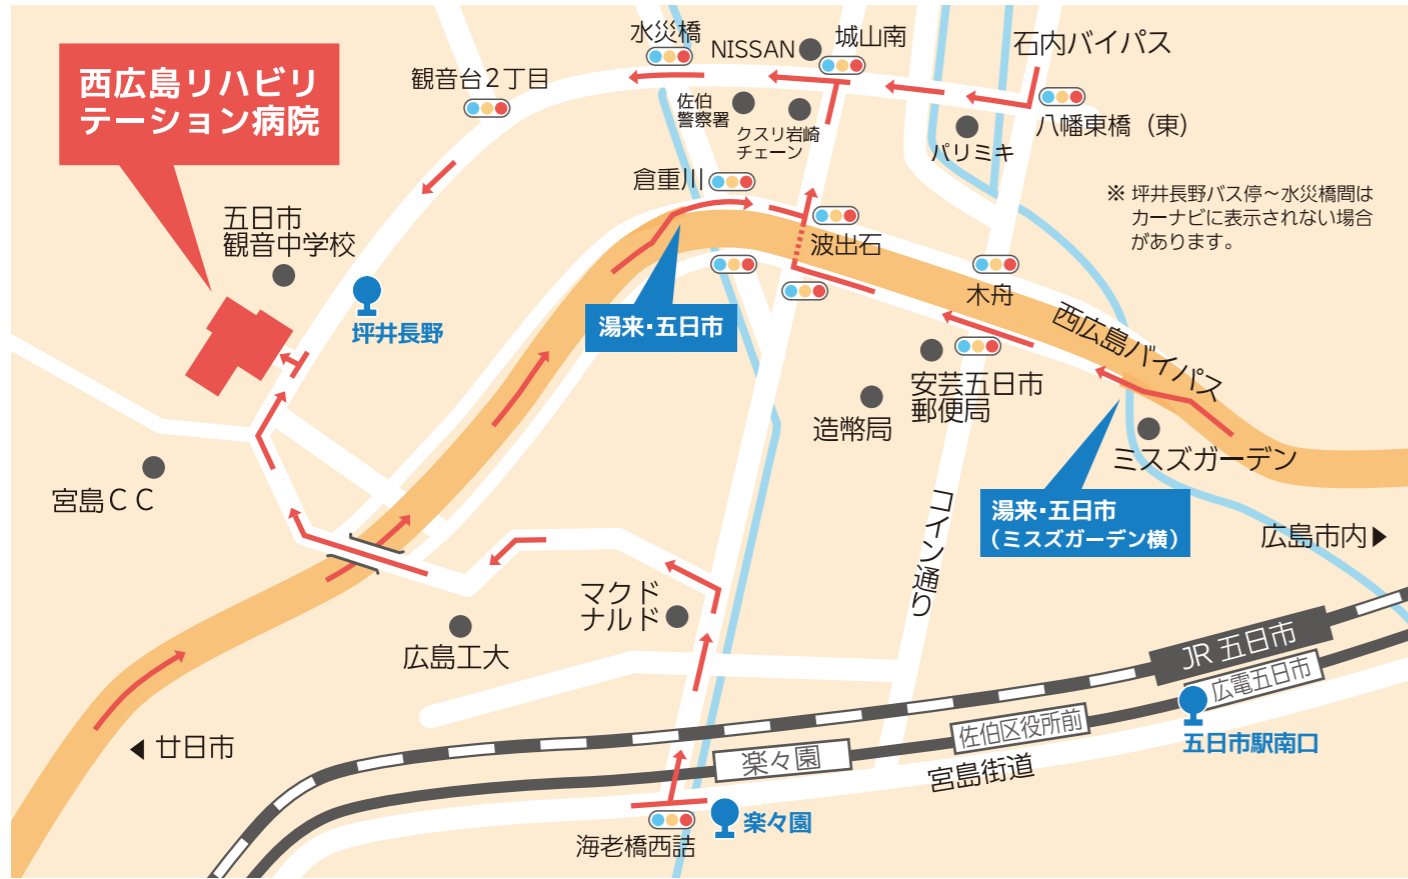 西広島リハビリ
テーション病院
観音台2丁目
水災橋
NISSAN
城山南
石内バイパス
佐伯
警察署
クスリ岩崎
チェーン
パリミキ
八幡東橋（東）
倉重川
※ 坪井長野バス停～水災橋間は
カーナビに表示されない場合
があります。
五日市
観音中学校
波出石
坪井長野
湯来・五日市
木舟
西広島バイパス
安芸五日市
郵便局
造幣局
ミスズガーデン
宮島ＣＣ
湯来・五日市
（ミスズガーデン横）
広島市内▶
コイン通り
マクド
ナルド
広島工大
JR 五日市
広電五日市
佐伯区役所前
五日市駅南口
◀ 廿日市
楽々園
宮島街道
楽々園
海老橋西詰